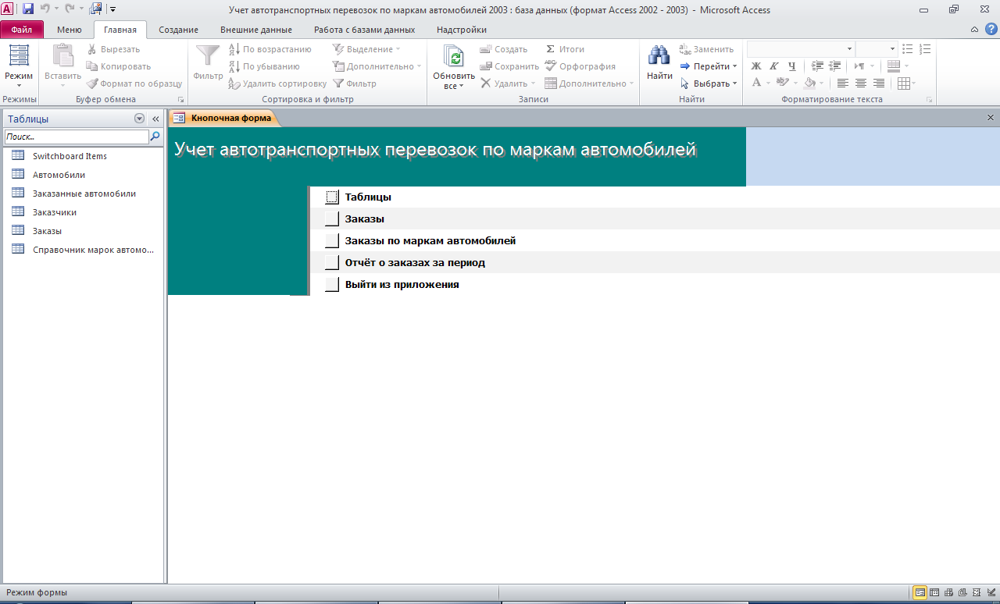 Учет автотранспортных перевозок по маркам автомобилей 2003 : база данных (формат Access 2002 - 2003) - Microsoft Access
Файл Меню Главная Создание Внешние данные Работа с базами данных Надстройки
Режим
Режимы
Вставить
Вырезать
Копировать
Формат по образцу
Буфер обмена
Фильтр
По возрастанию
По убыванию
Удалить сортировку
Выделение
Дополнительно
Фильтр
Сортировка и фильтр
Обновить
все
Создать
Сохранить
Удалить
Итоги
Орфография
Дополнительно
Записи
Найти
Заменить
Перейти
Выбрать
Найти
Ж К Ч
А
Форматирование текста
Таблицы
Поиск...
Switchboard Items
Автомобили
Заказанные автомобили
Заказчики
Заказы
Справочник марок автомо...
Кнопочная форма
Учет автотранспортных перевозок по маркам автомобилей
Таблицы
Заказы
Заказы по маркам автомобилей
Отчёт о заказах за период
Выйти из приложения
Режим формы